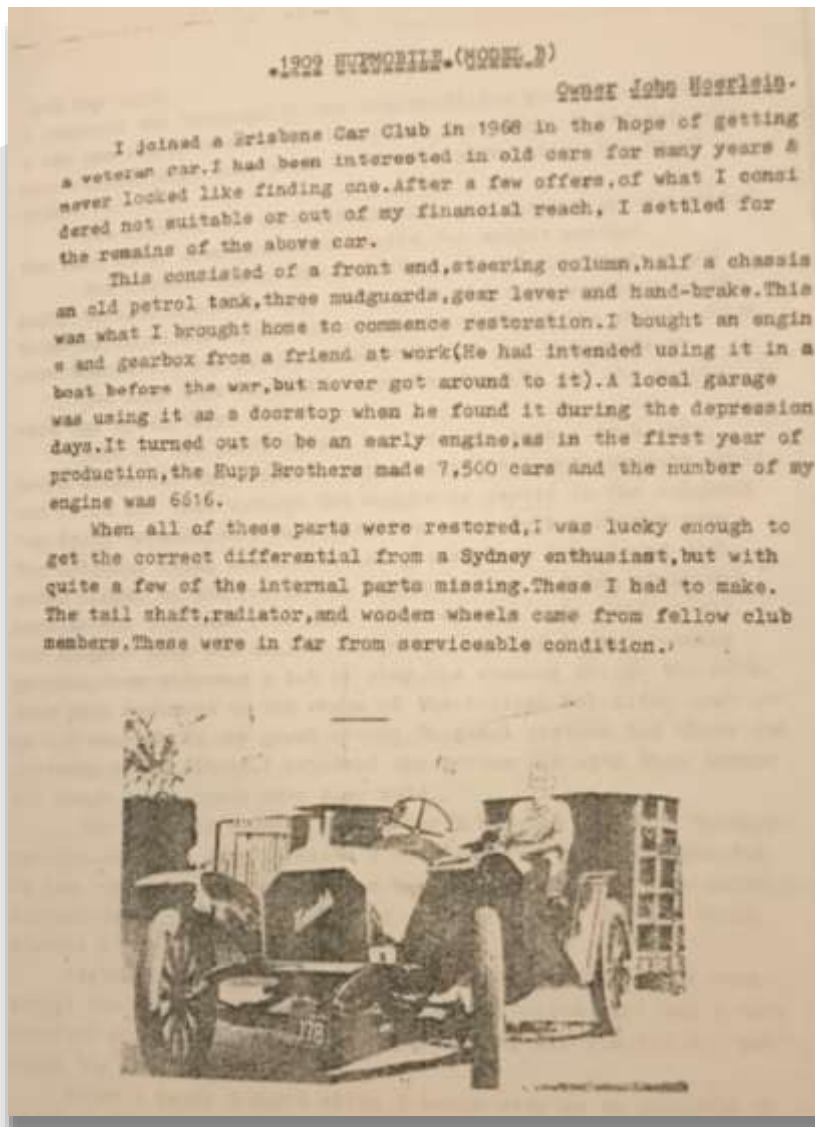 .1909 HUPMOBILE.(MODEL B)
Owner John Hoerlein.
I joined a Brisbane Car Club in 1968 in the hope of getting
a veteran car.I had been interested in old cars for many years &
never looked like finding one.After a few offers,of what I consi
dered not suitable or out of my financial reach, I settled for
the remains of the above car.
This consisted of a front end,steering column,half a chassis
an old petrol tank,three mudguards,gear lever and hand-brake.This
was what I brought home to commence restoration.I bought an engin
e and gearbox from a friend at work(He had intended using it in a
boat before the war,but never got around to it).A local garage
was using it as a doorstop when he found it during the depression
days.It turned out to be an early engine,as in the first year of
production,the Hupp Brothers made 7,500 cars and the number of my
engine was 6616.
When all of these parts were restored,I was lucky enough to
get the correct differential from a Sydney enthusiast,but with
quite a few of the internal parts missing.These I had to make.
The tail shaft,radiator,and wooden wheels came from fellow club
members.These were in far from serviceable condition.
178